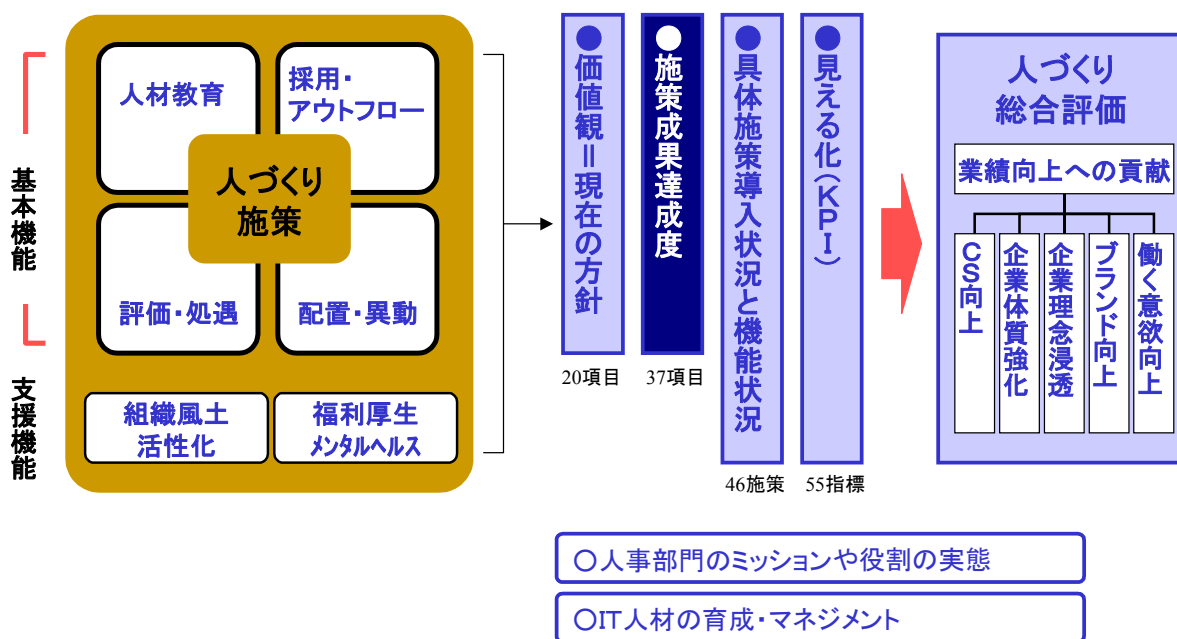 基本機能
支援機能
人材教育
採用・
アウトフロー
人づくり
施策
評価・処遇
配置・異動
組織風土
活性化
福利厚生
メンタルヘルス
●価値観＝現在の方針
20項目
●施策成果達成度
37項目
●具体施策導入状況と機能状況
46施策
●見える化(KPI)
55指標
人づくり
総合評価
業績向上への貢献
CS向上
企業体質強化
企業理念浸透
ブランド向上
働く意欲向上
○人事部門のミッションや役割の実態
○IT人材の育成・マネジメント